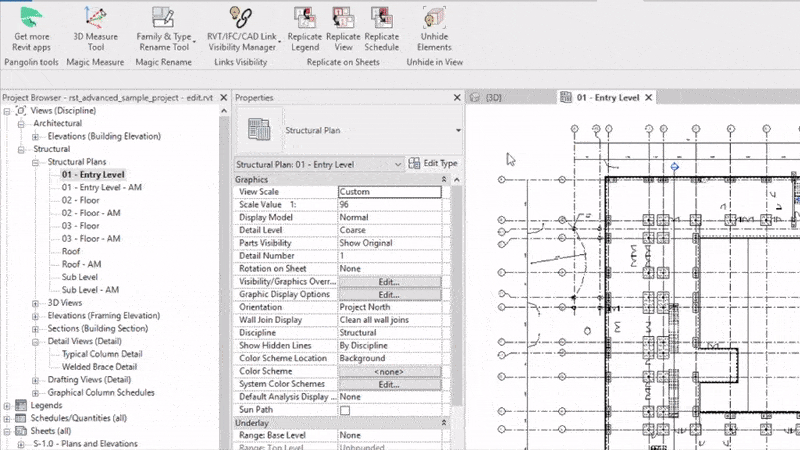 Get more
Revit apps
3D Measure
Tool
Family & Type
Rename Tool
RVT/IFC/CAD Link
Visibility Manager
Replicate
Legend
Replicate
View
Replicate
Schedule
Unhide
Elements
Pangolin tools
Magic Measure
Magic Rename
Links Visibility
Replicate on Sheets
Unhide in View
Project Browser - rst_advanced_sample_project - edit.rvt
Views (Discipline)
Architectural
Elevations (Building Elevation)
Structural
Structural Plans
01 - Entry Level
01 - Entry Level - AM
02 - Floor
02 - Floor - AM
03 - Floor
03 - Floor - AM
Roof
Roof - AM
Sub Level
Sub Level - AM
3D Views
Elevations (Framing Elevation)
Sections (Building Section)
Detail Views (Detail)
Typical Column Detail
Welded Brace Detail
Drafting Views (Detail)
Graphical Column Schedules
Legends
Schedules/Quantities (all)
Sheets (all)
S-1.0 - Plans and Elevations
Properties
Structural Plan
Structural Plan: 01 - Entry Level
Edit Type
Graphics
View Scale Custom
Scale Value 1: 96
Display Model Normal
Detail Level Coarse
Parts Visibility Show Original
Detail Number 1
Rotation on Sheet None
Visibility/Graphics Overr... Edit...
Graphic Display Options Edit...
Orientation Project North
Wall Join Display Clean all wall joins
Discipline Structural
Show Hidden Lines By Discipline
Color Scheme Location Background
Color Scheme <none>
System Color Schemes Edit...
Default Analysis Display ... None
Sun Path
Underlay
Range: Base Level None
Range: Top Level Unbounded
{3D}
01 - Entry Level